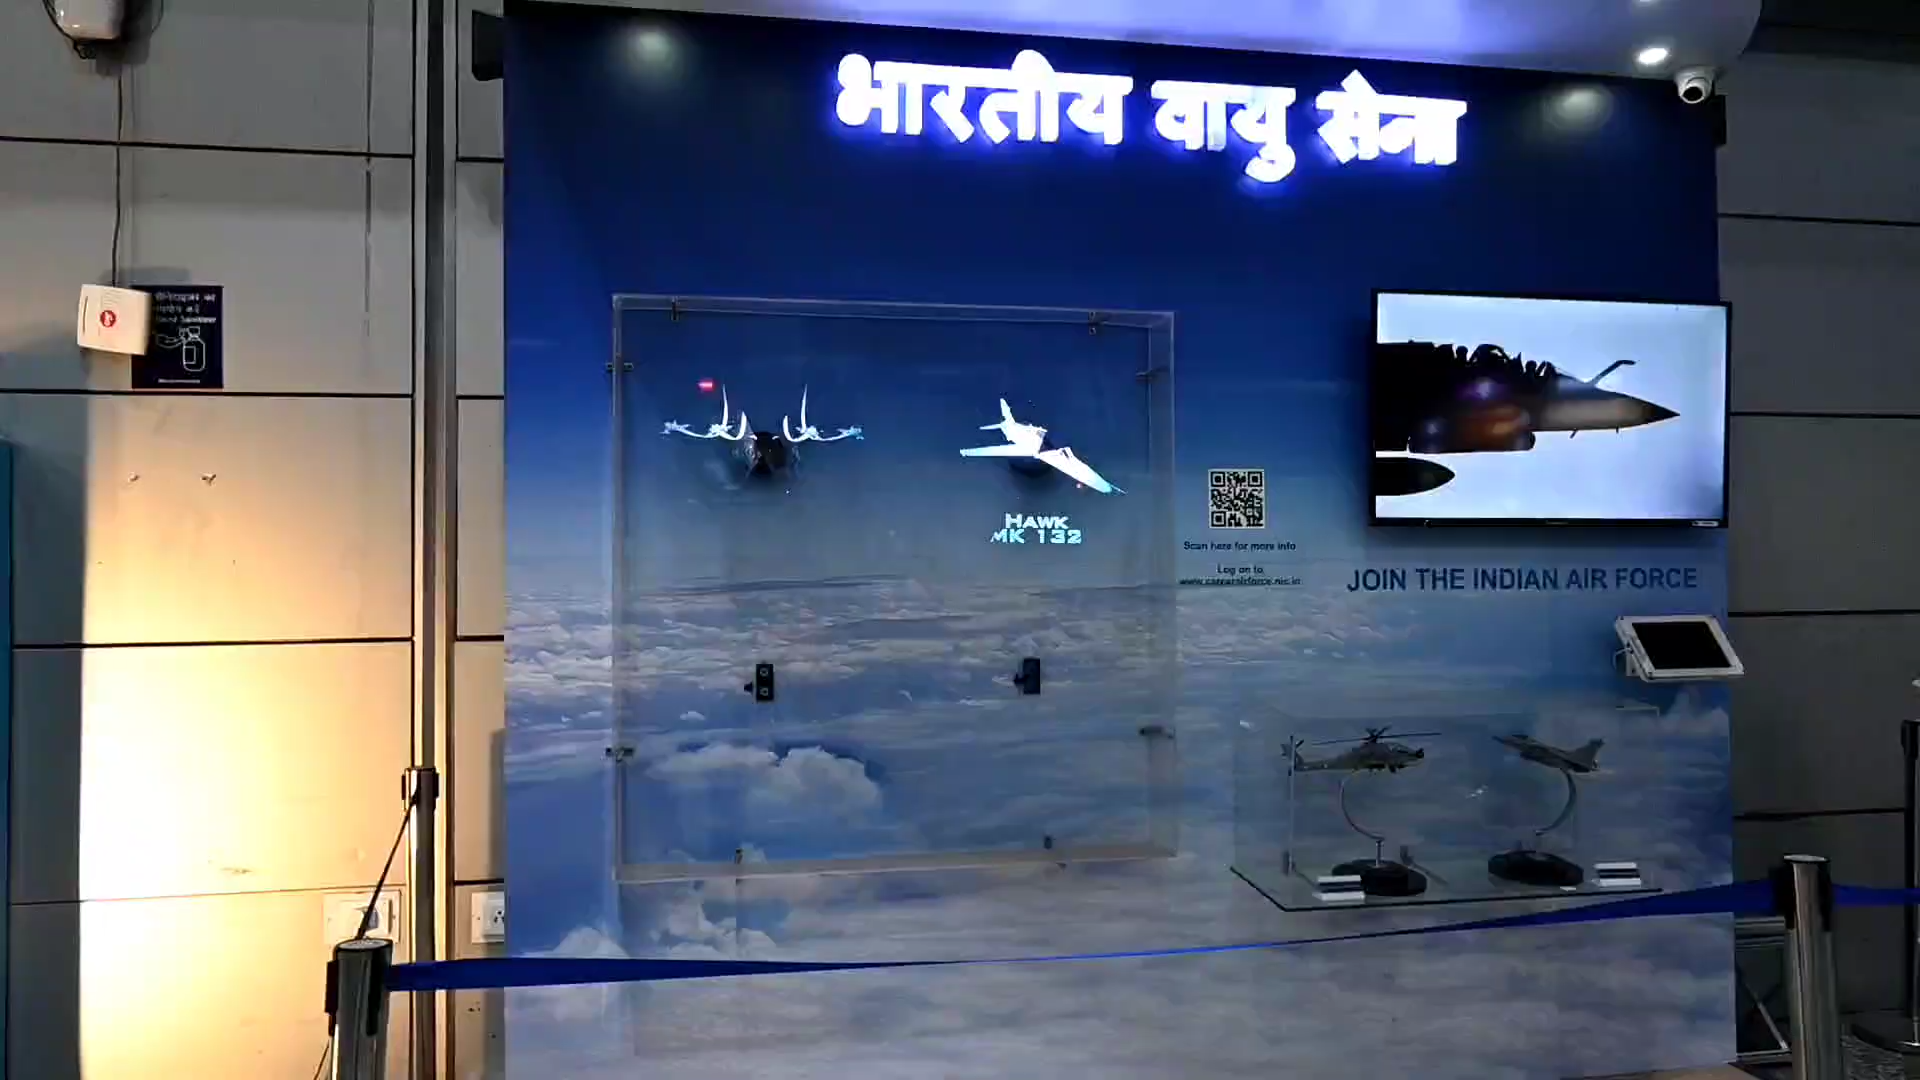 भारतीय वायु सेना
HAWK
MK 132
Scan here for more info
Log on to
JOIN THE INDIAN AIR FORCE